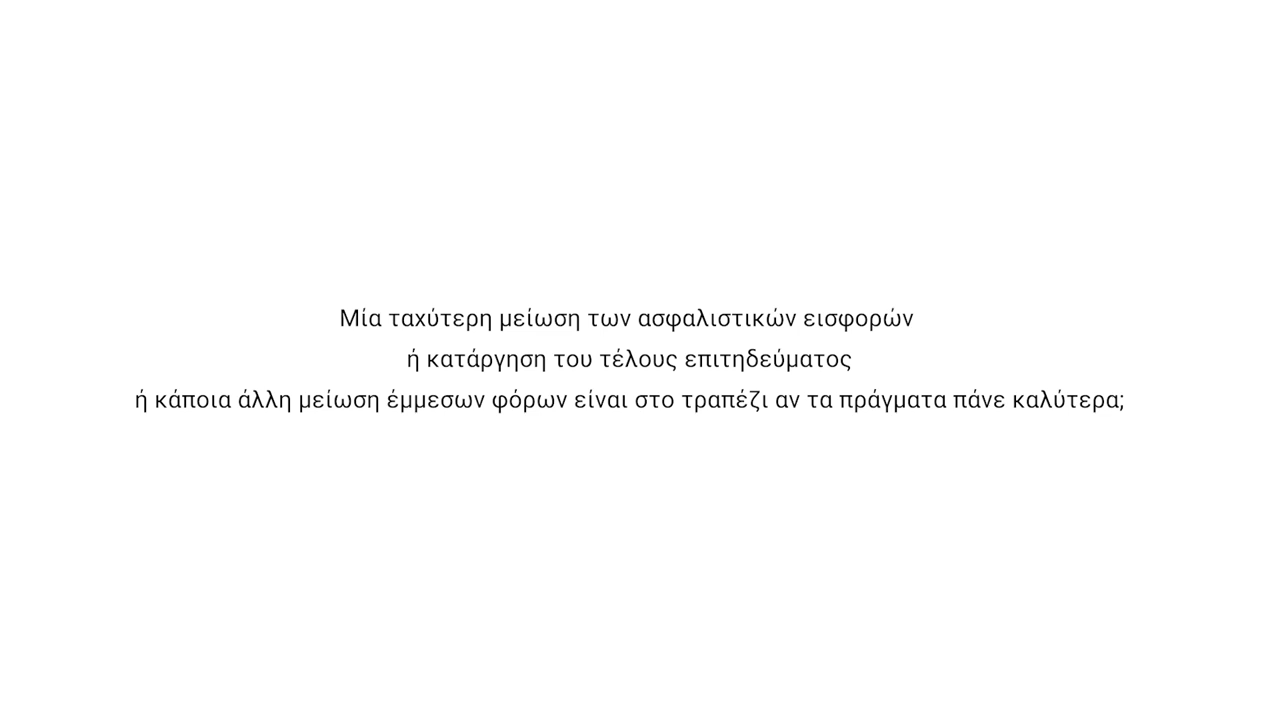 Μία ταχύτερη μείωση των ασφαλιστικών εισφορών
ή κατάργηση του τέλους επιτηδεύματος
ή κάποια άλλη μείωση έμμεσων φόρων είναι στο τραπέζι αν τα πράγματα πάνε καλύτερα;